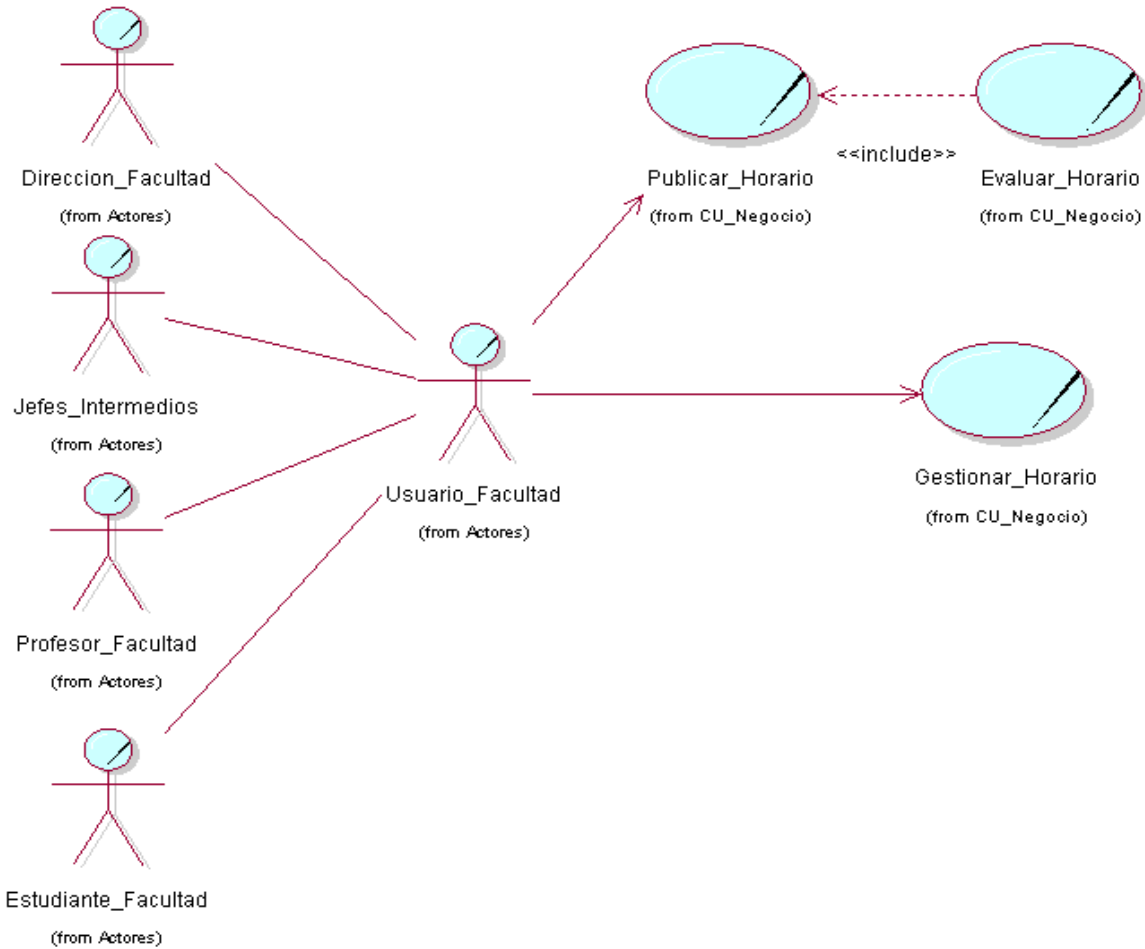 Direccion_Facultad
(from Actores)
Jefes_Intermedios
(from Actores)
Profesor_Facultad
(from Actores)
Estudiante_Facultad
(from Actores)
Usuario_Facultad
(from Actores)
Publicar_Horario
(from CU_Negocio)
<<include>>
Evaluar_Horario
(from CU_Negocio)
Gestionar_Horario
(from CU_Negocio)